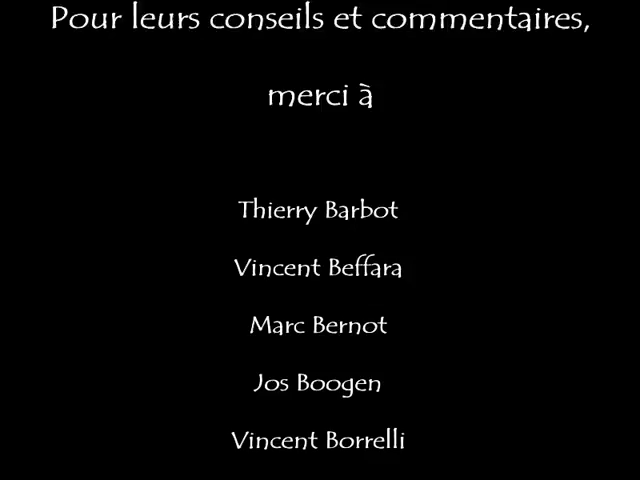 Pour leurs conseils et commentaires,
merci à
Thierry Barbot
Vincent Beffara
Marc Bernot
Jos Boogen
Vincent Borrelli